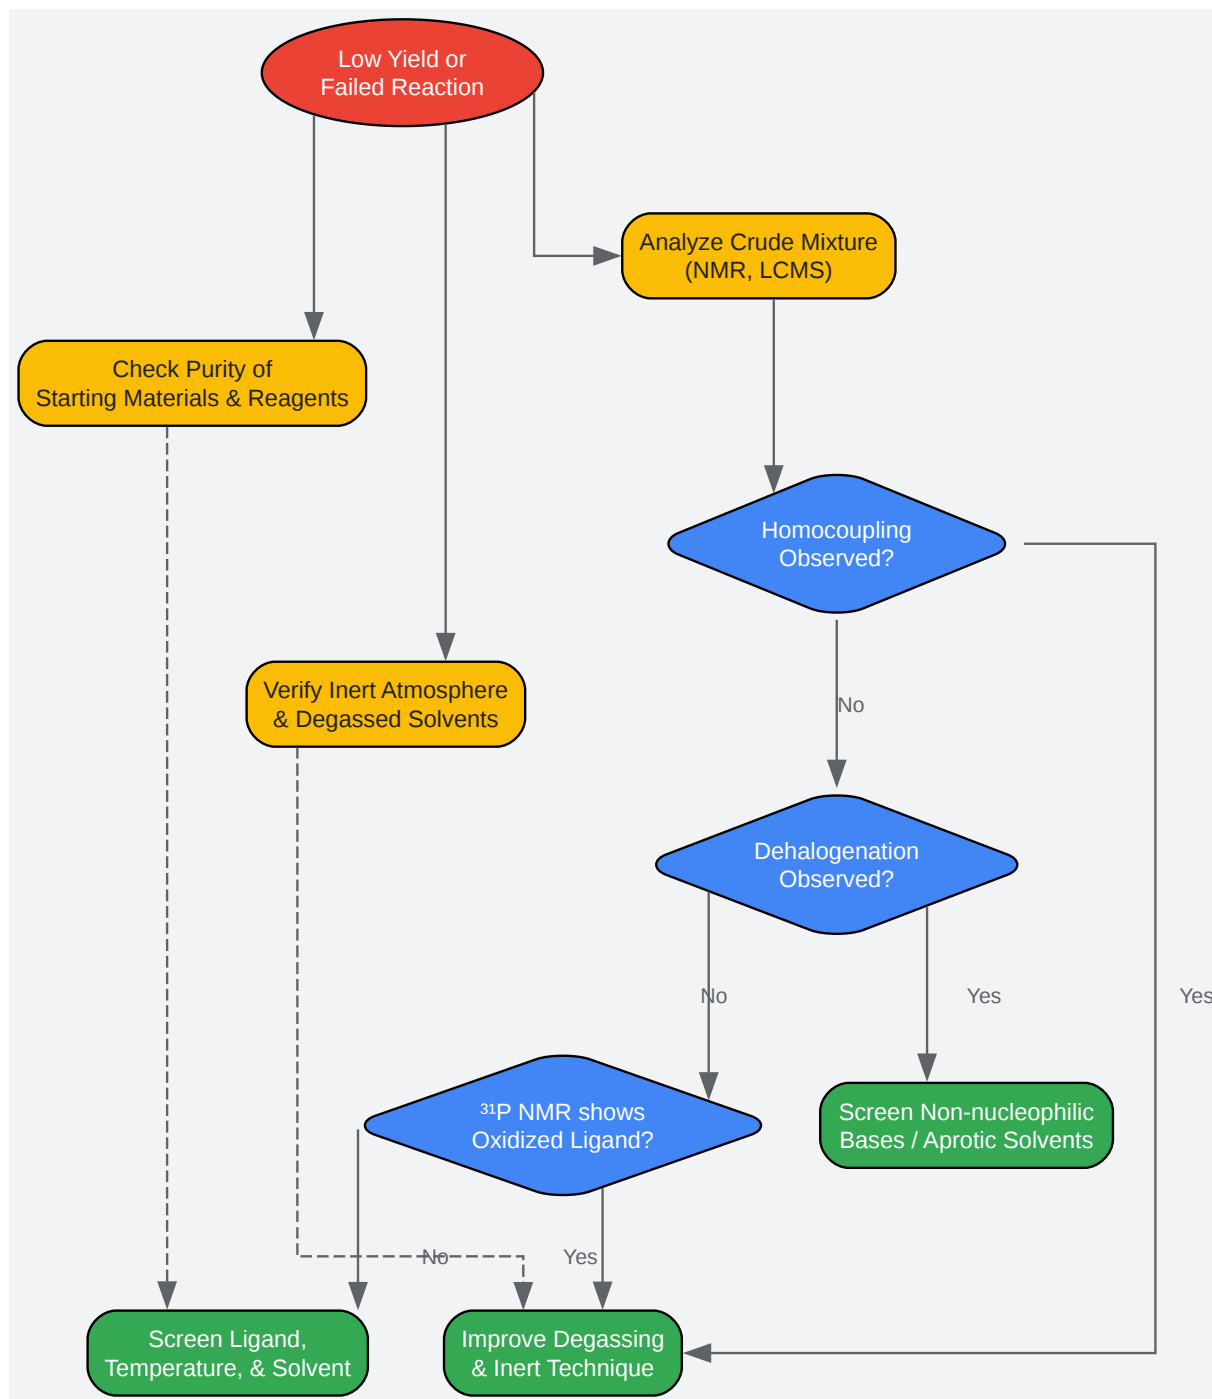 Low Yield or
Failed Reaction
Analyze Crude Mixture
(NMR, LCMS)
Check Purity of
Starting Materials & Reagents
Homocoupling
Observed?
Verify Inert Atmosphere
& Degassed Solvents
No
Dehalogenation
Observed?
No
Yes
Yes
³¹P NMR shows
Oxidized Ligand?
Screen Non-nucleophilic
Bases / Aprotic Solvents
No
Yes
Screen Ligand,
Temperature, & Solvent
Improve Degassing
& Inert Technique